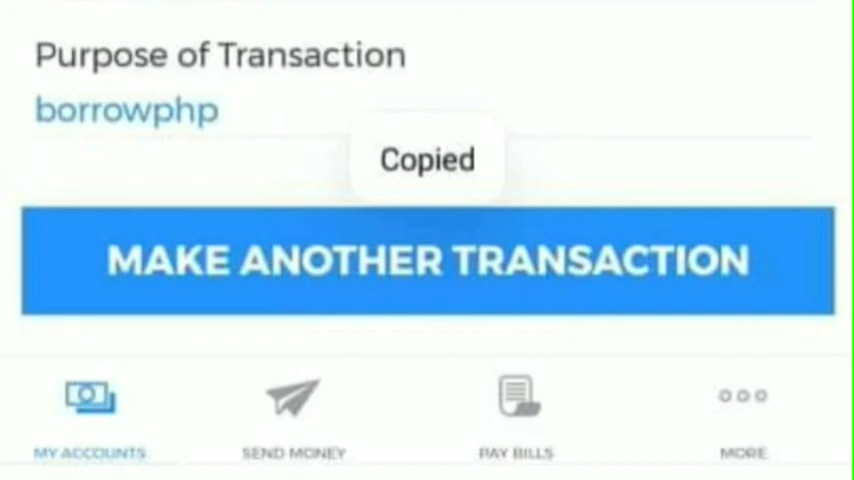 Purpose of Transaction
borrowphp
Copied
MAKE ANOTHER TRANSACTION
MY ACCOUNTS SEND MONEY PAY BILLS MORE